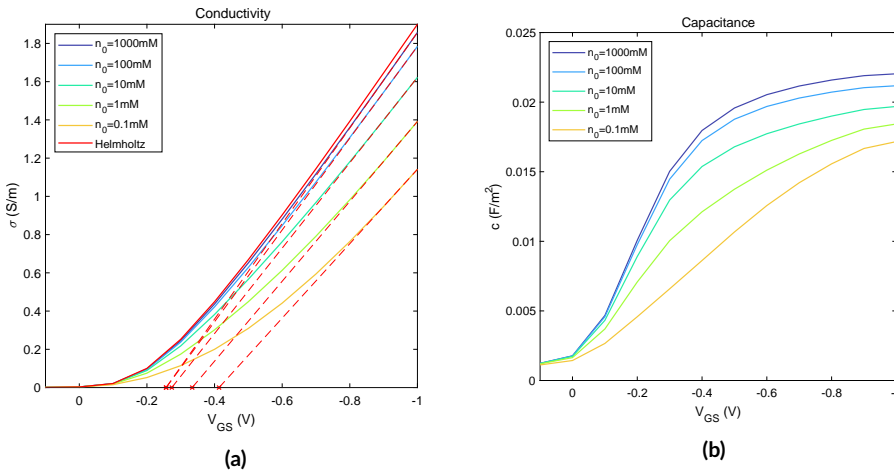 Conductivity
1.8
1.6
1.4
1.2
1
0.8
0.6
0.4
0.2
0
σ (S/m)
n0=1000mM
n0=100mM
n0=10mM
n0=1mM
n0=0.1mM
Helmholtz
0 -0.2 -0.4 -0.6 -0.8 -1
VGS (V)
(a)
Capacitance
0.025
0.02
0.015
0.01
0.005
0
c (F/m²)
n0=1000mM
n0=100mM
n0=10mM
n0=1mM
n0=0.1mM
0 -0.2 -0.4 -0.6 -0.8 -1
VGS (V)
(b)